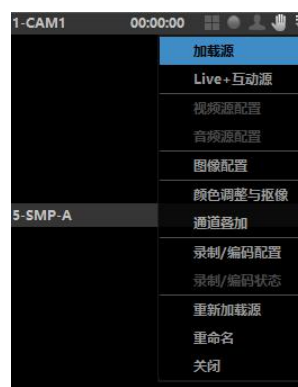 1-CAM1 00:00:00
加载源
Live+互动源
视频源配置
音频源配置
图像配置
颜色调整与抠像
5-SMP-A
通道叠加
录制/编码配置
录制/编码状态
重新加载源
重命名
关闭